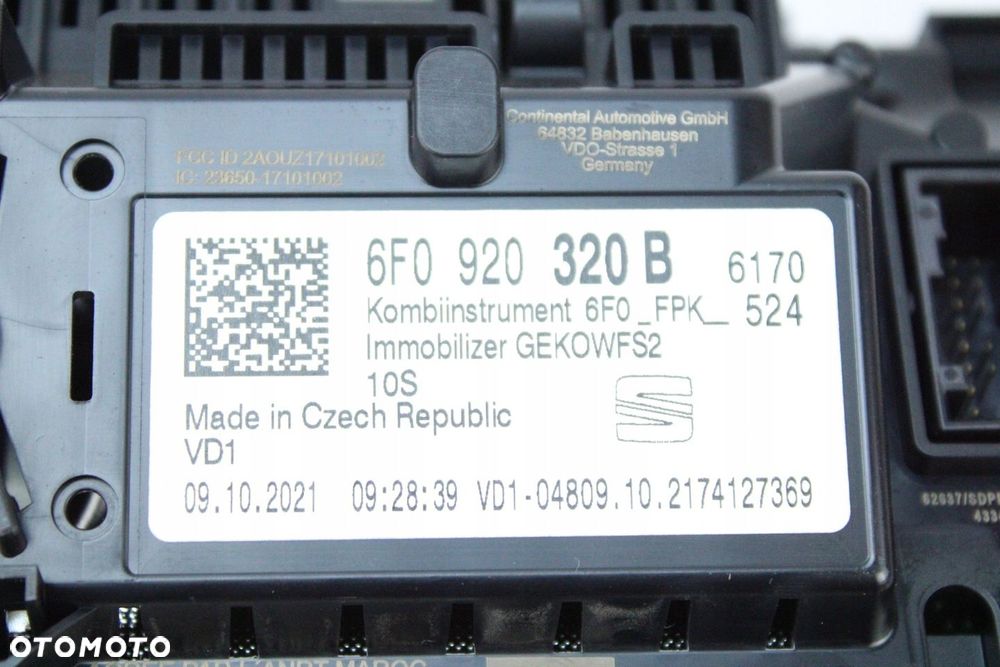 Continental Automotive GmbH
64832 Babenhausen
VDO-Strasse 1
Germany
FCC ID 2AOUZ17101002
IC: 23650-17101002
6F0 920 320 B 6170
Kombiinstrument 6F0_FPK_ 524
Immobilizer GEKOWFS2
10S
Made in Czech Republic
VD1
09.10.2021 09:28:39 VD1-04809.10.2174127369
OTOMOTO